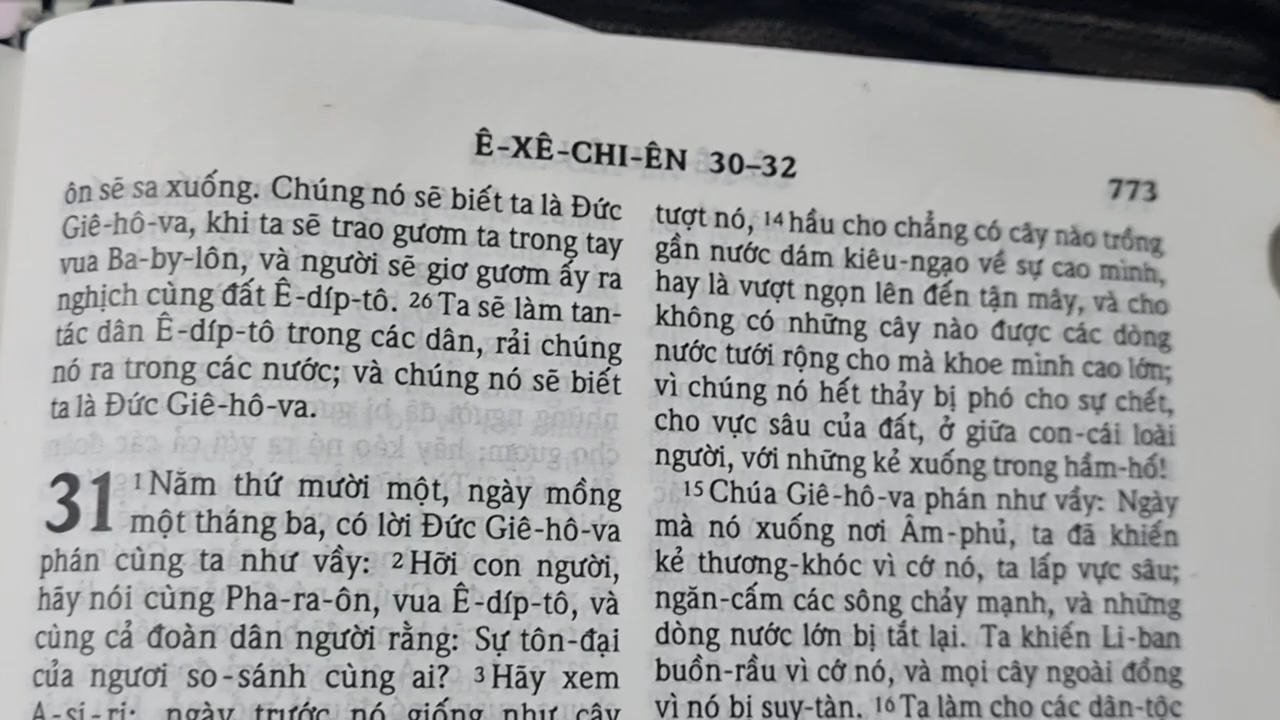 Ê-XÊ-CHI-ÊN 30-32
773
ôn sẽ sa xuống. Chúng nó sẽ biết ta là Đức
Giê-hô-va, khi ta sẽ trao gươm ta trong tay
vua Ba-by-lôn, và người sẽ giơ gươm ấy ra
nghịch cùng đất Ê-díp-tô. 26 Ta sẽ làm tan-
tác dân Ê-díp-tô trong các dân, rải chúng
nó ra trong các nước; và chúng nó sẽ biết
ta là Đức Giê-hô-va.
31 1 Năm thứ mười một, ngày mồng
một tháng ba, có lời Đức Giê-hô-va
phán cùng ta như vầy: 2 Hỡi con người,
hãy nói cùng Pha-ra-ôn, vua Ê-díp-tô, và
cùng cả đoàn dân người rằng: Sự tôn-đại
của ngươi so-sánh cùng ai? 3 Hãy xem
A-si-ri: ngày trước nó giống như cây
tượt nó, 14 hầu cho chẳng có cây nào trồng
gần nước dám kiêu-ngạo về sự cao mình,
hay là vượt ngọn lên đến tận mây, và cho
không có những cây nào được các dòng
nước tưới rộng cho mà khoe mình cao lớn;
vì chúng nó hết thảy bị phó cho sự chết,
cho vực sâu của đất, ở giữa con-cái loài
người, với những kẻ xuống trong hầm-hố!
15 Chúa Giê-hô-va phán như vầy: Ngày
mà nó xuống nơi Âm-phủ, ta đã khiến
kẻ thương-khóc vì cớ nó, ta lấp vực sâu;
ngăn-cấm các sông chảy mạnh, và những
dòng nước lớn bị tắt lại. Ta khiến Li-ban
buồn-rầu vì cớ nó, và mọi cây ngoài đồng
vì nó bị suy-tàn. 16 Ta làm cho các dân-tộc